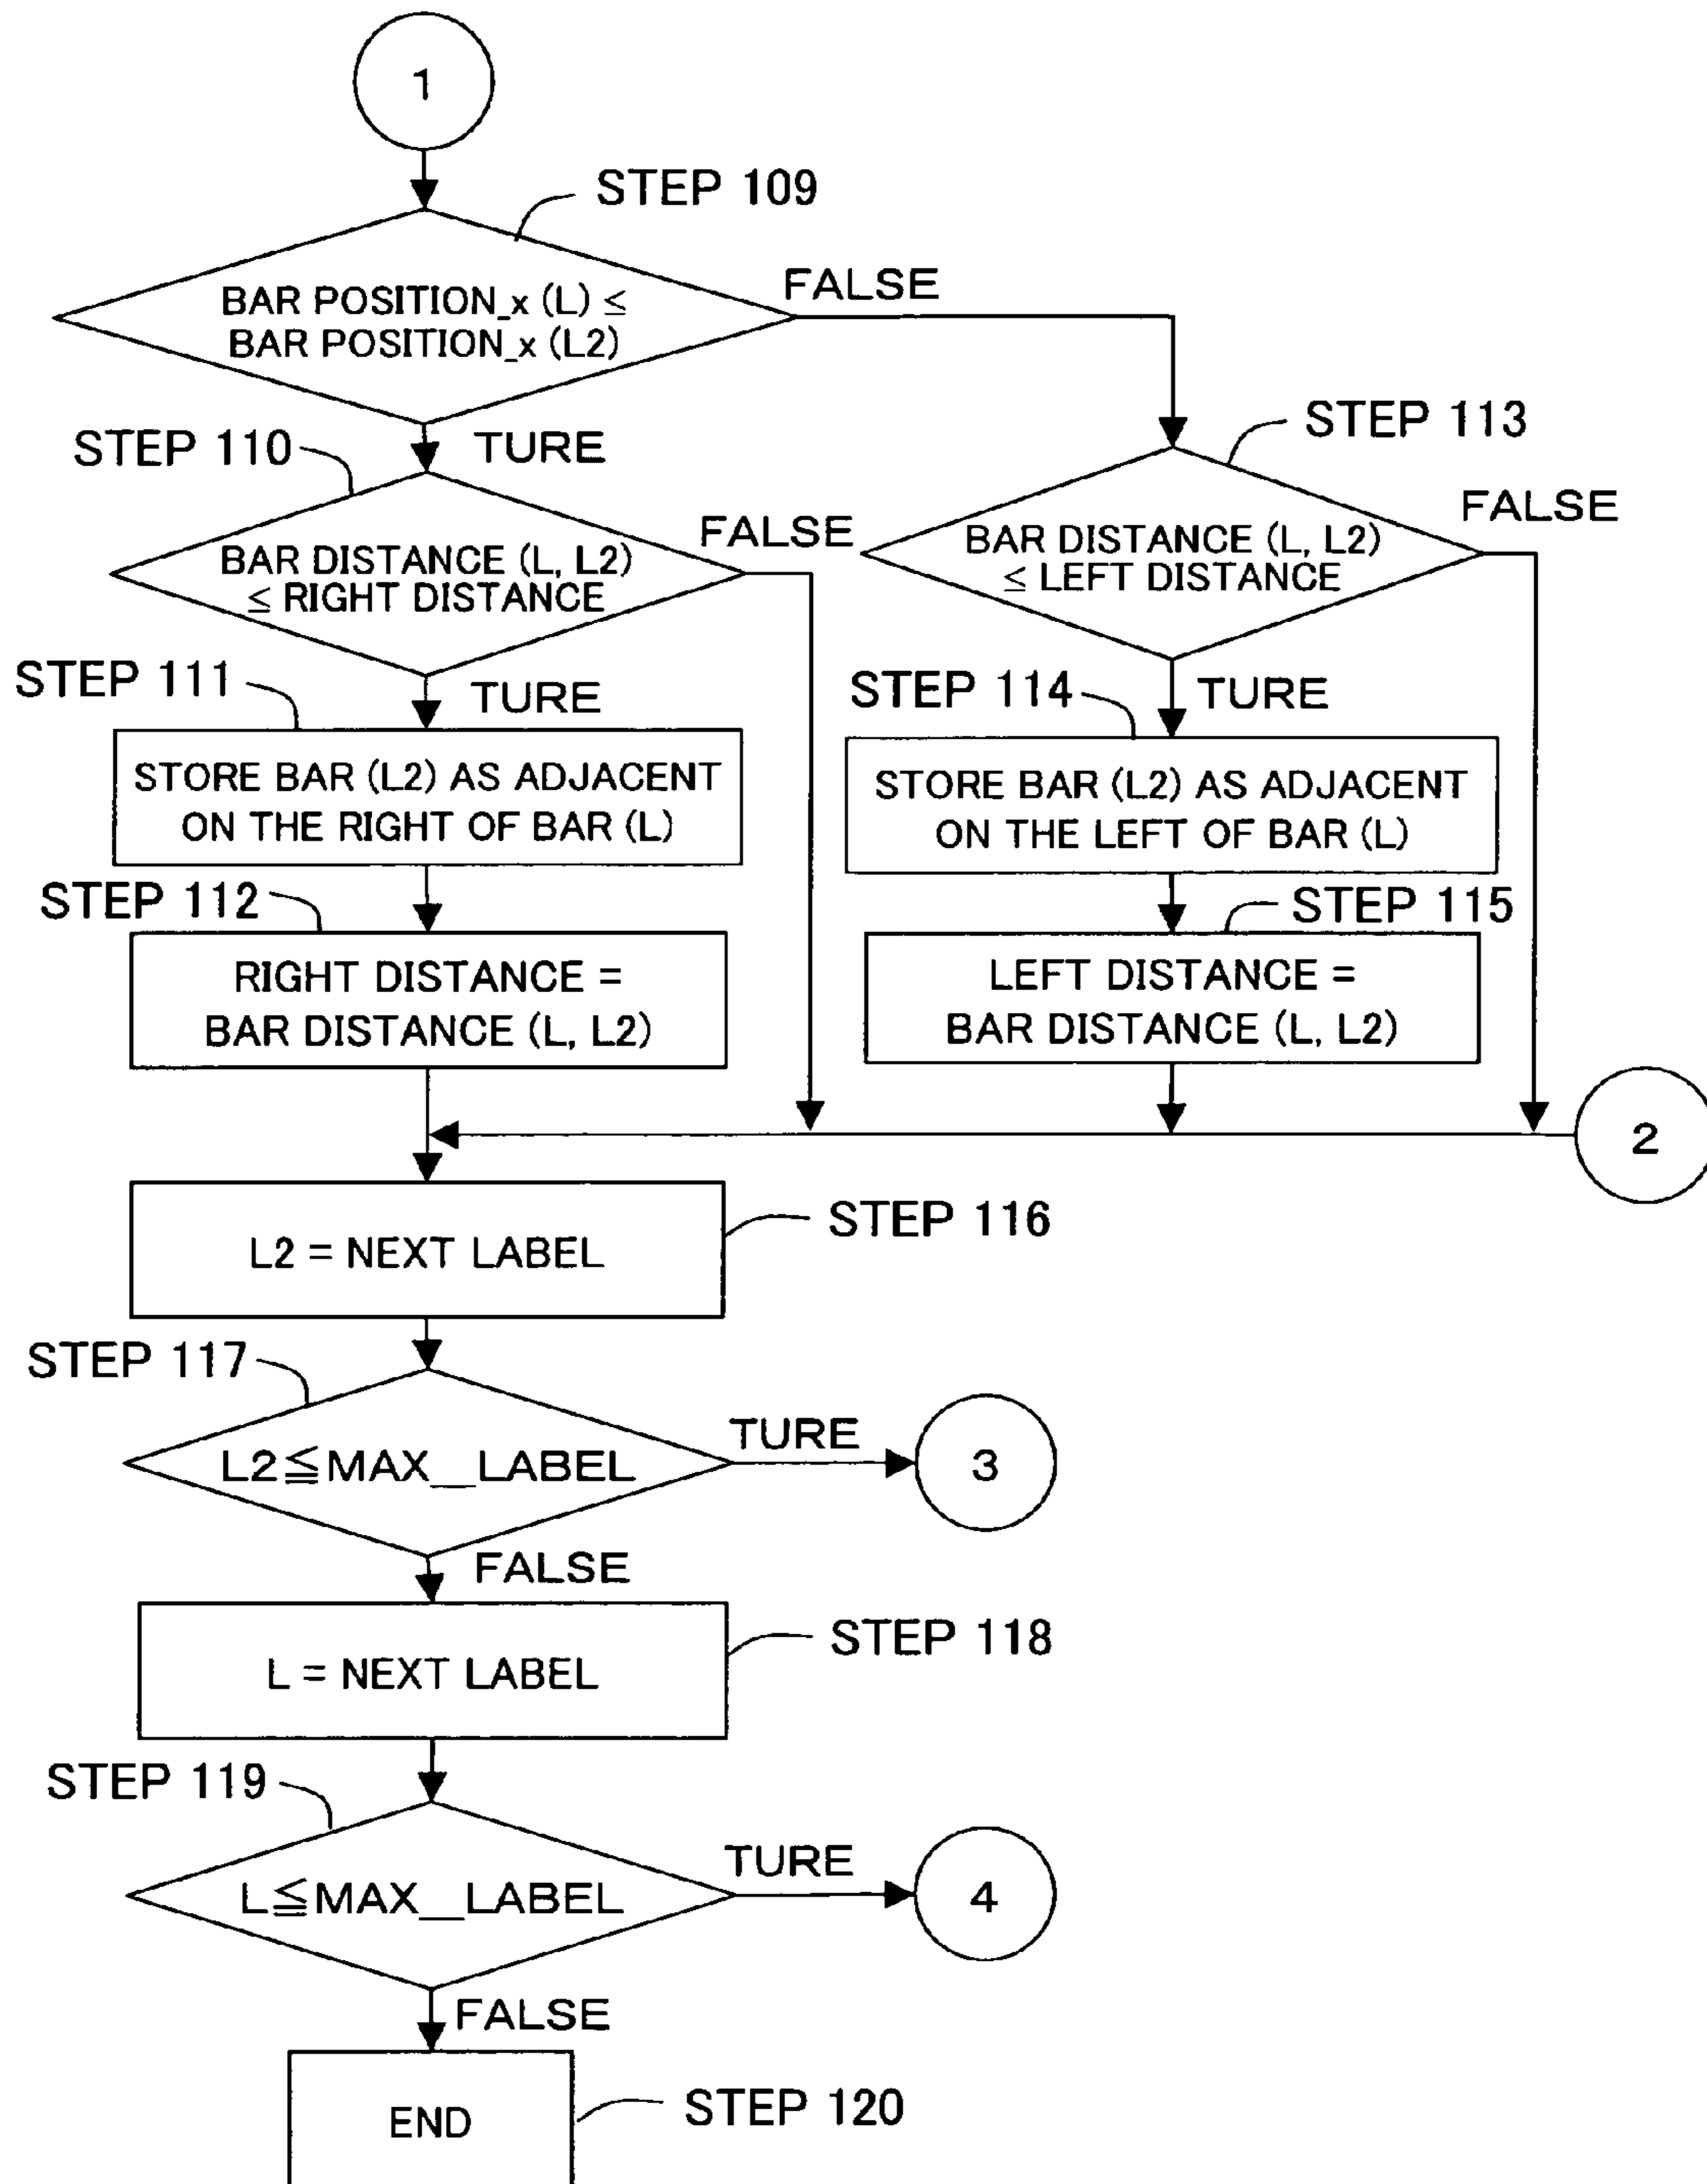 1
STEP 109
BAR POSITION_x (L) ≤
BAR POSITION_x (L2)
FALSE
STEP 110
TURE
STEP 113
BAR DISTANCE (L, L2)
≤ RIGHT DISTANCE
FALSE
BAR DISTANCE (L, L2)
≤ LEFT DISTANCE
FALSE
STEP 111
TURE
STEP 114
TURE
STORE BAR (L2) AS ADJACENT
ON THE RIGHT OF BAR (L)
STORE BAR (L2) AS ADJACENT
ON THE LEFT OF BAR (L)
STEP 112
STEP 115
RIGHT DISTANCE =
BAR DISTANCE (L, L2)
LEFT DISTANCE =
BAR DISTANCE (L, L2)
2
L2 = NEXT LABEL
STEP 116
STEP 117
L2≦MAX__LABEL
TURE
3
FALSE
L = NEXT LABEL
STEP 118
STEP 119
L≦MAX__LABEL
TURE
4
FALSE
END
STEP 120